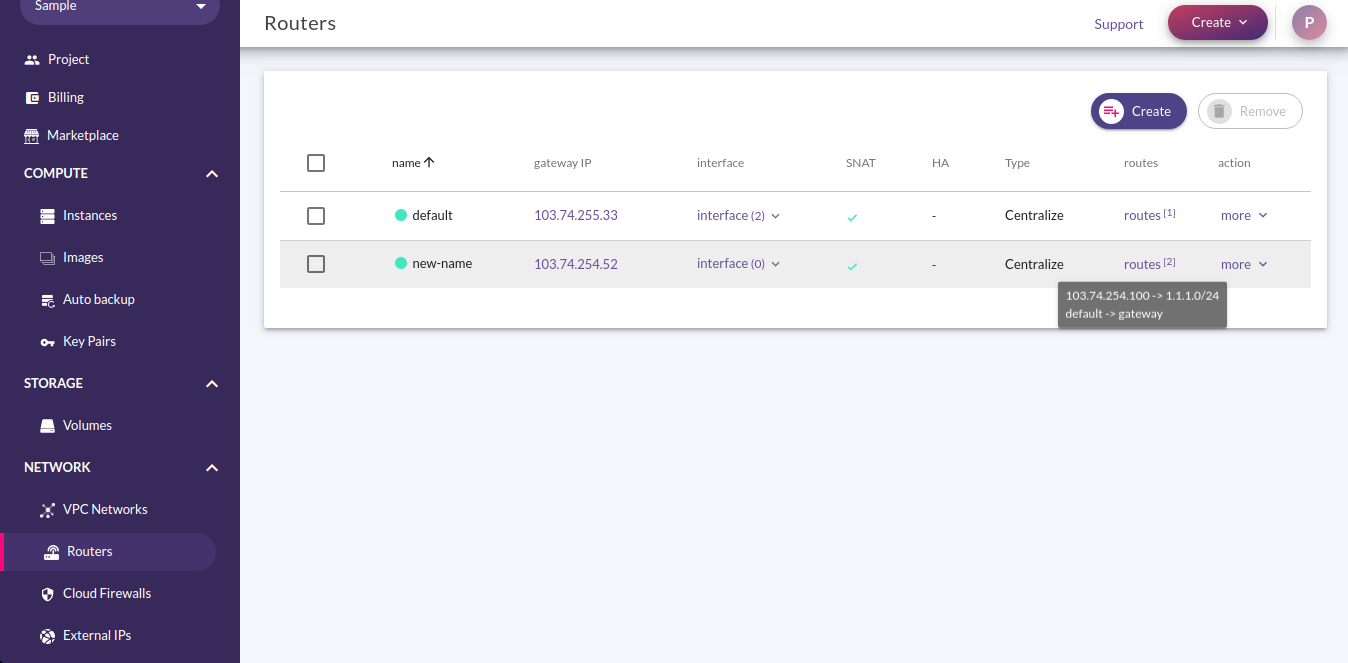 Sample
Project
Billing
Marketplace
COMPUTE
Instances
Images
Auto backup
Key Pairs
STORAGE
Volumes
NETWORK
VPC Networks
Routers
Cloud Firewalls
External IPs
Routers
Support
Create
P
Create
Remove
name gateway IP interface SNAT HA Type routes action
default 103.74.255.33 interface (2) - Centralize routes [1] more
new-name 103.74.254.52 interface (0) - Centralize routes [2] more
103.74.254.100 -> 1.1.1.0/24
default -> gateway